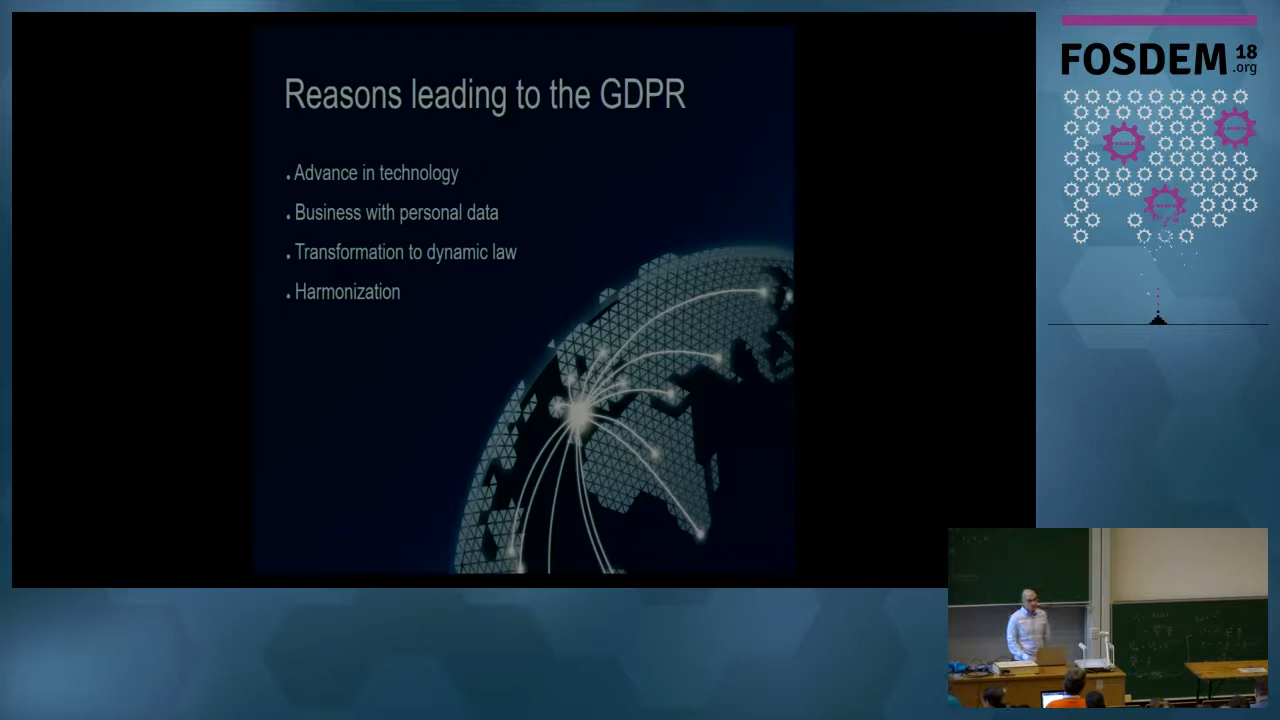 Reasons leading to the GDPR
• Advance in technology
• Business with personal data
• Transformation to dynamic law
• Harmonization
FOSDEM 18
.org